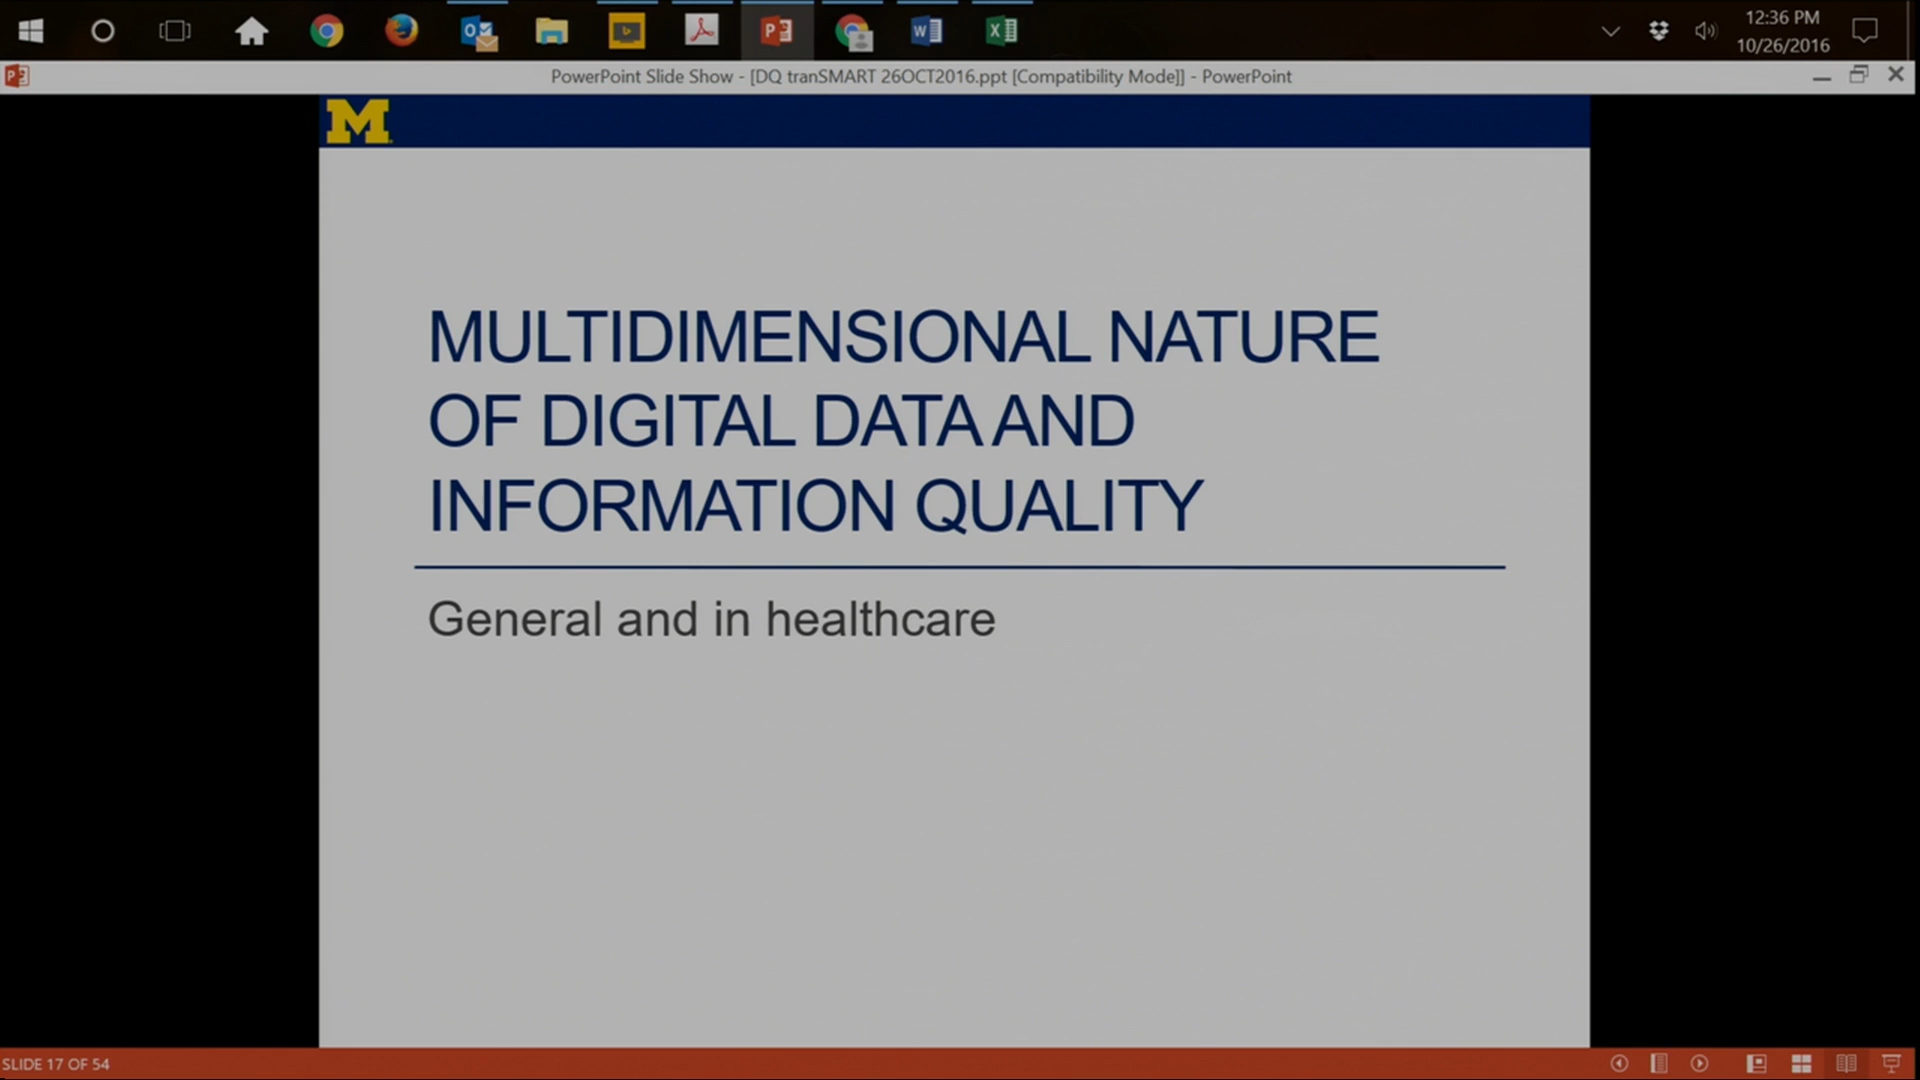 12:36 PM
10/26/2016
PowerPoint Slide Show - [DQ tranSMART 26OCT2016.ppt [Compatibility Mode]] - PowerPoint
M
MULTIDIMENSIONAL NATURE
OF DIGITAL DATA AND
INFORMATION QUALITY
General and in healthcare
SLIDE 17 OF 54